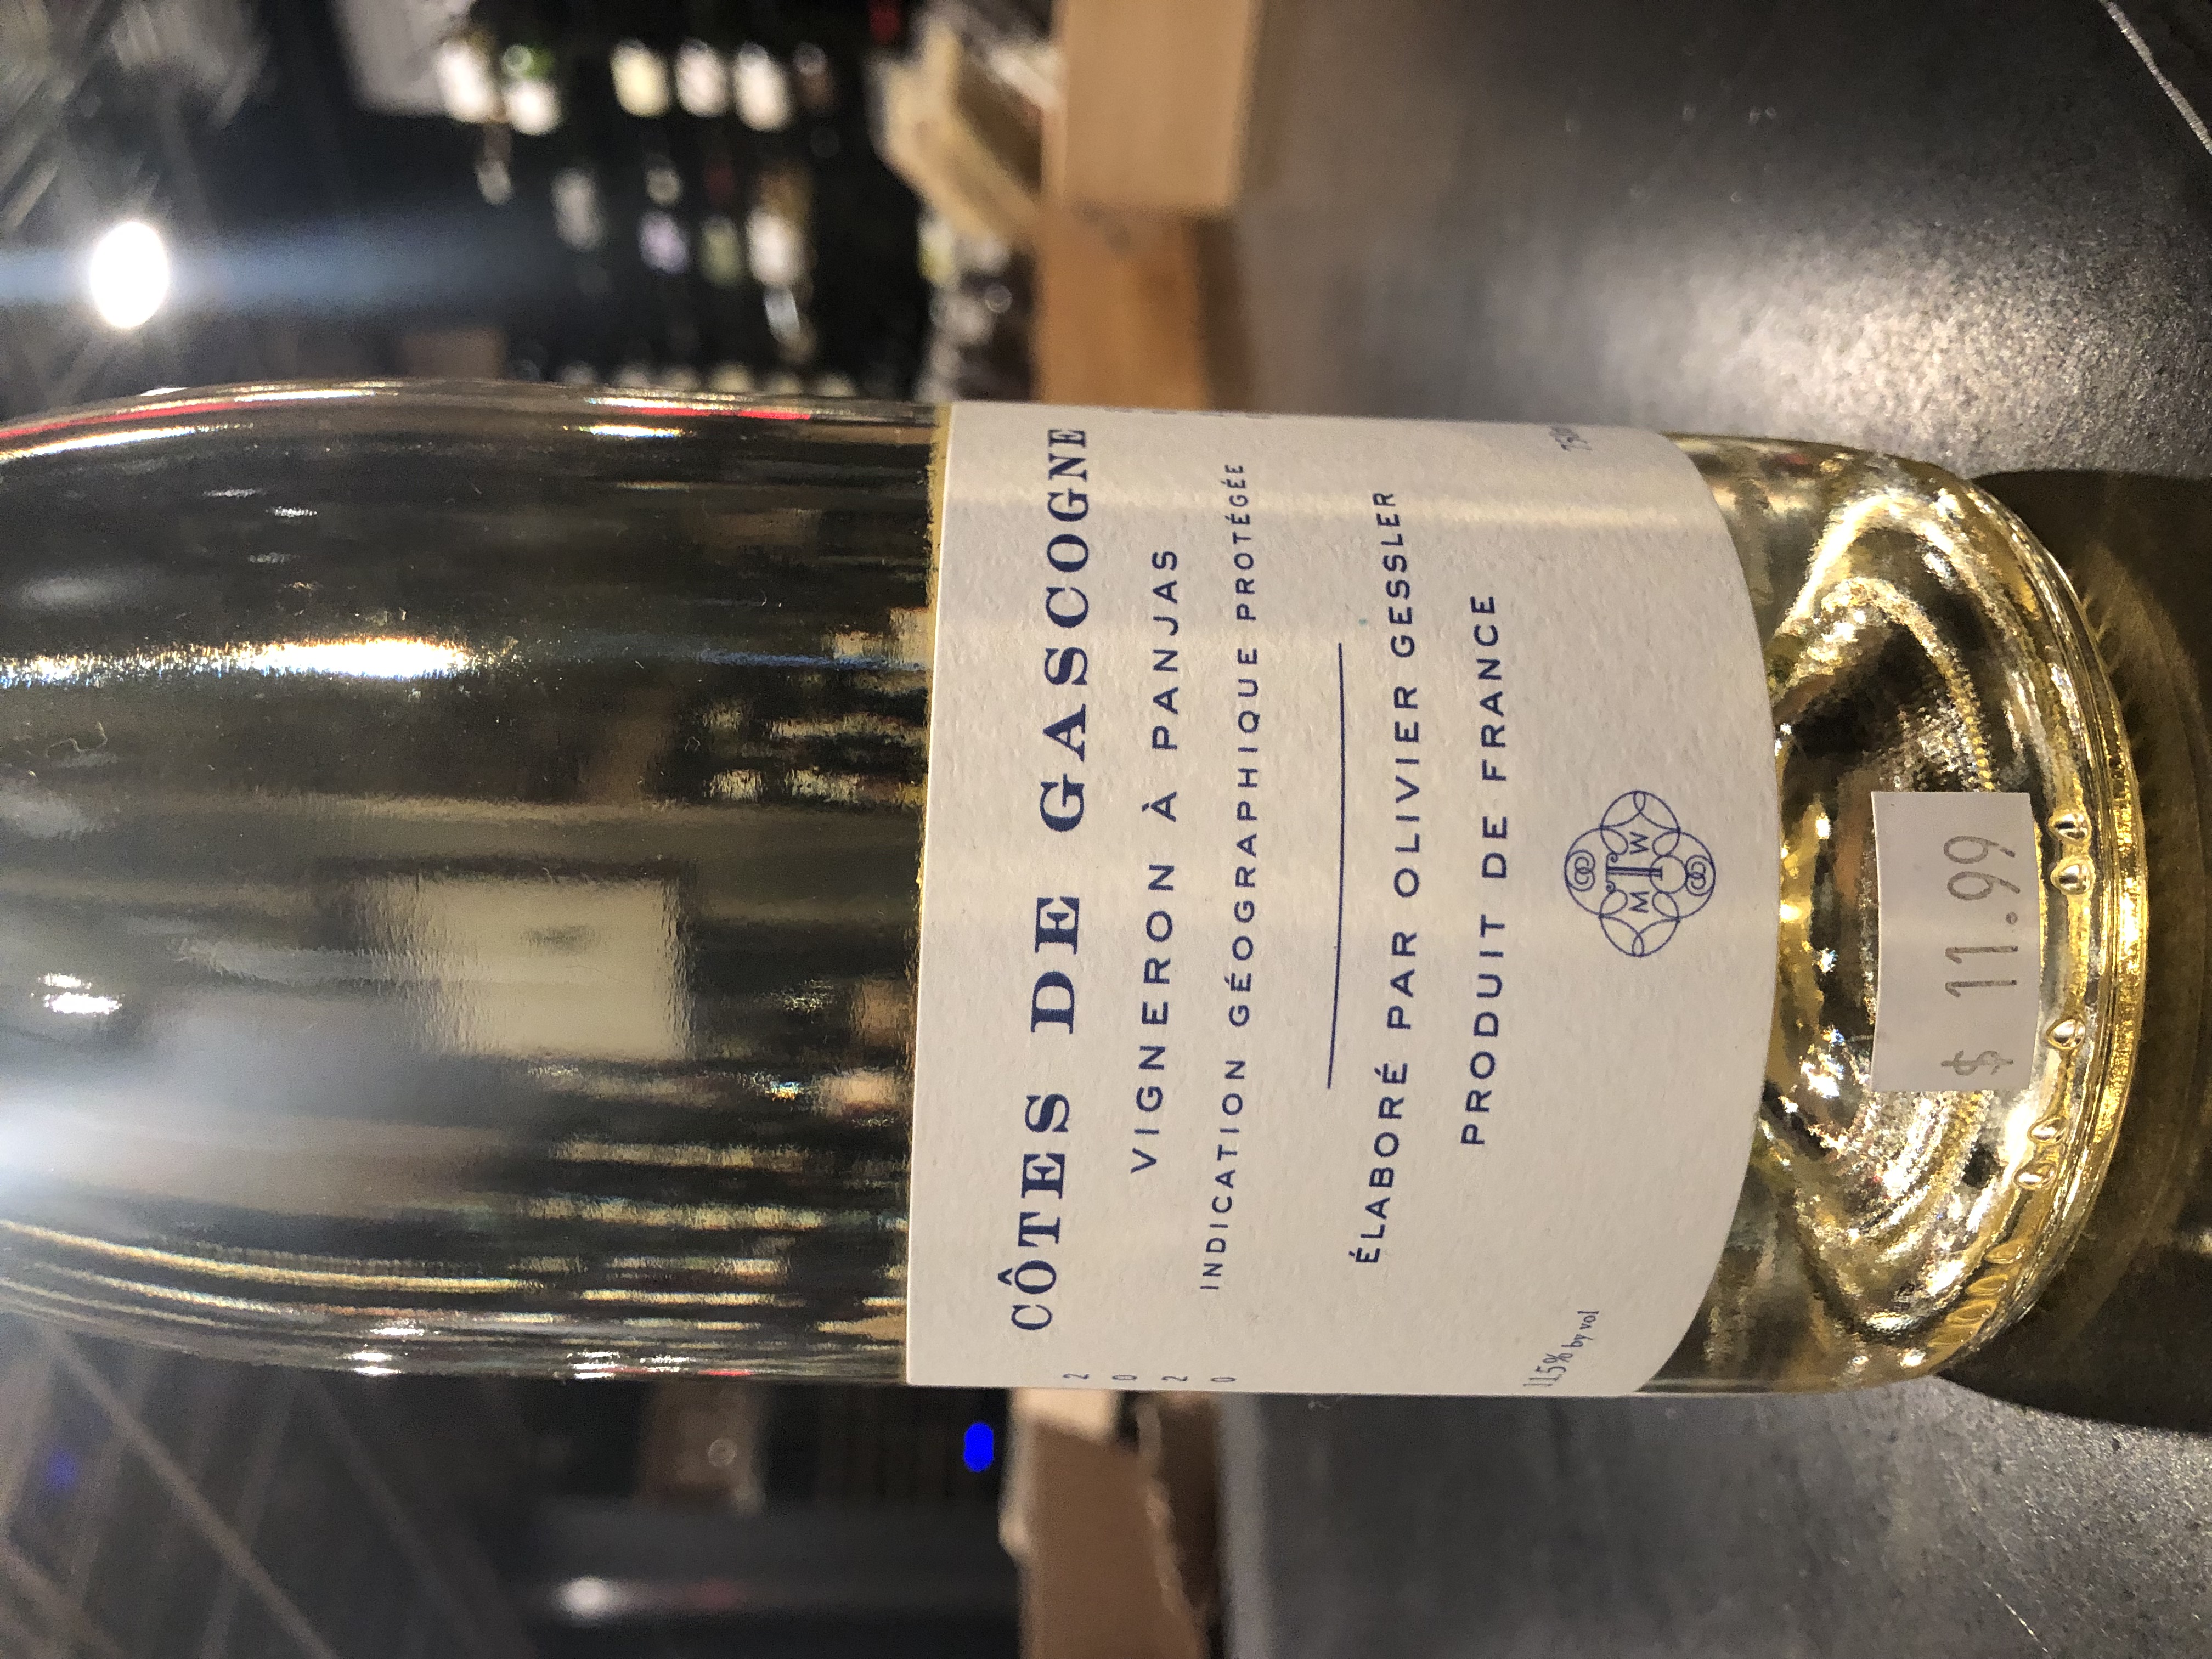 CÔTES DE GASCOGNE
VIGNERON À PANJAS
INDICATION GÉOGRAPHIQUE PROTÉGÉE
2020
ÉLABORÉ PAR OLIVIER GESSLER
PRODUIT DE FRANCE
11.5% by vol
M T W
$ 11.99